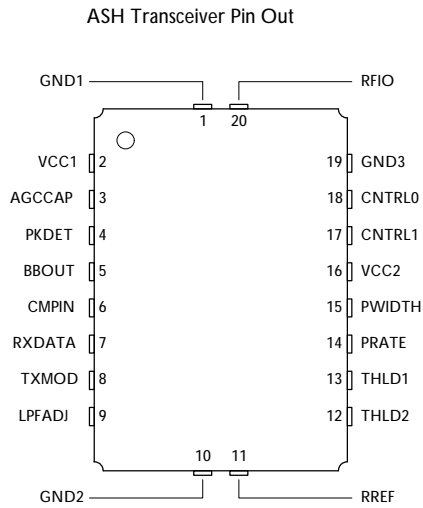 ASH Transceiver Pin Out
GND1 RFIO
1 20
VCC1 2 19 GND3
AGCCAP 3 18 CNTRL0
PKDET 4 17 CNTRL1
BBOUT 5 16 VCC2
CMPIN 6 15 PWIDTH
RXDATA 7 14 PRATE
TXMOD 8 13 THLD1
LPFADJ 9 12 THLD2
10 11
GND2 RREF